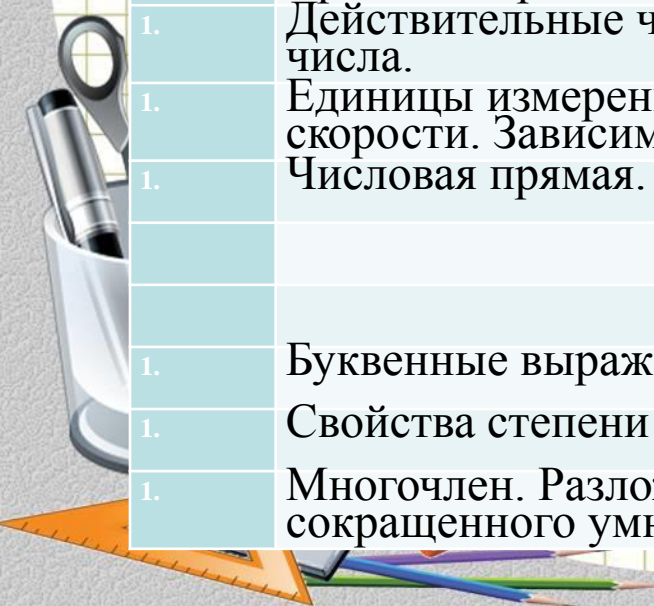 1. Действительные ч
числа.
1. Единицы измерен
скорости. Зависим
1. Числовая прямая.
1. Буквенные выраж
1. Свойства степени
1. Многочлен. Разло
сокращенного умн